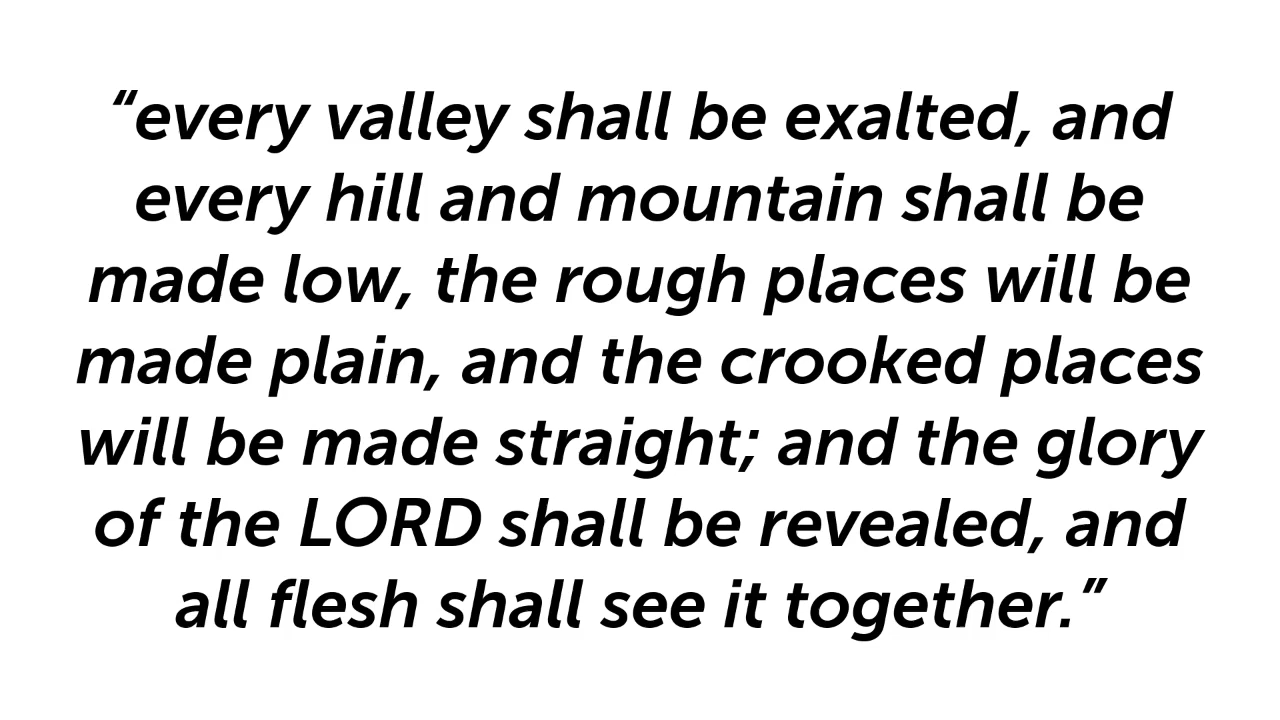 “every valley shall be exalted, and
every hill and mountain shall be
made low, the rough places will be
made plain, and the crooked places
will be made straight; and the glory
of the LORD shall be revealed, and
all flesh shall see it together.”